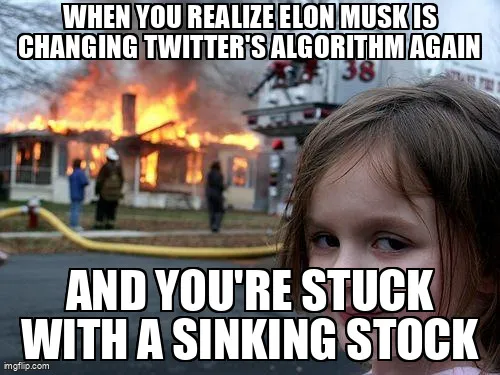 WHEN YOU REALIZE ELON MUSK IS
CHANGING TWITTER'S ALGORITHM AGAIN
38
AND YOU'RE STUCK
WITH A SINKING STOCK
imgflip.com